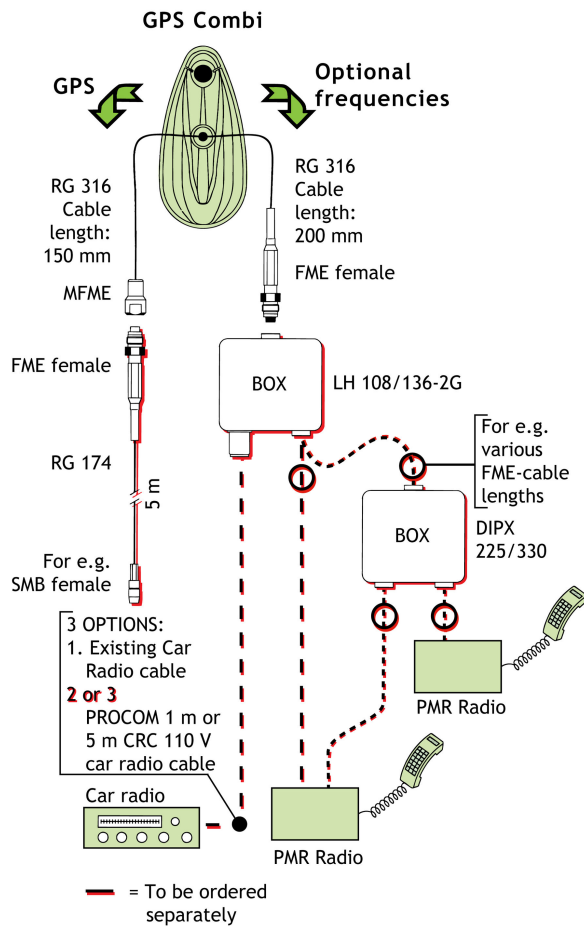 GPS Combi
GPS
Optional
frequencies
RG 316
Cable
length:
150 mm
MFME
RG 316
Cable
length:
200 mm
FME female
FME female
BOX
LH 108/136-2G
RG 174
5 m
For e.g.
various
FME-cable
lengths
BOX
DIPX
225/330
For e.g.
SMB female
3 OPTIONS:
1. Existing Car
Radio cable
2 or 3
PROCOM 1 m or
5 m CRC 110 V
car radio cable
PMR Radio
Car radio
PMR Radio
= To be ordered
separately